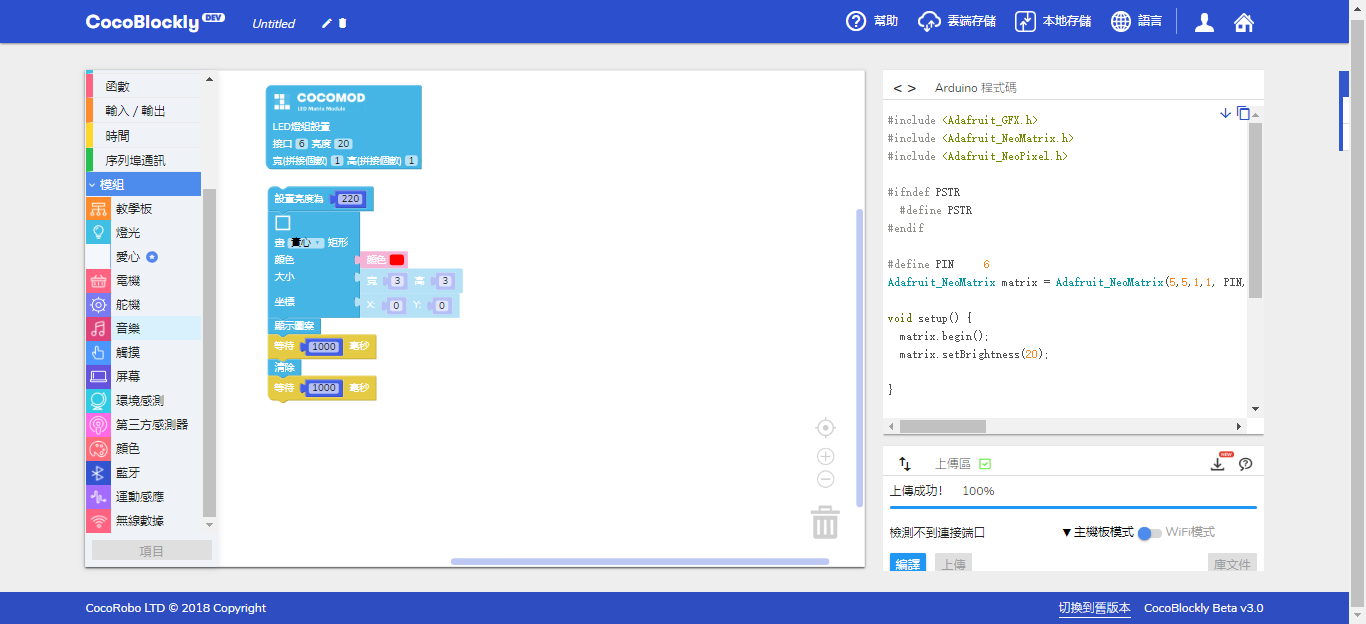 CocoBlockly DEV Untitled 幫助 雲端存儲 本地存儲 語言
函數
輸入 / 輸出
時間
序列埠通訊
模組
教學板
燈光
愛心
電機
舵機
音樂
觸摸
屏幕
環境感測
第三方感測器
顏色
藍牙
運動感應
無線數據
項目
COCOMOD
LED Matrix Module
LED燈組設置
接口 6 亮度 20
寬(拼接個數) 1 高(拼接個數) 1
設置亮度為 220
畫 實心 矩形
顏色 顏色
大小 寬 3 高 3
坐標 X: 0 Y: 0
顯示圖案
等待 1000 毫秒
清除
等待 1000 毫秒
< > Arduino 程式碼
#include <Adafruit_GFX.h>
#include <Adafruit_NeoMatrix.h>
#include <Adafruit_NeoPixel.h>
#ifndef PSTR
#define PSTR
#endif
#define PIN 6
Adafruit_NeoMatrix matrix = Adafruit_NeoMatrix(5,5,1,1, PIN,
void setup() {
matrix.begin();
matrix.setBrightness(20);
}
上傳區 NEW
上傳成功! 100%
檢測不到連接端口 ▼主機板模式 WiFi模式
編譯 上傳 庫文件
CocoRobo LTD © 2018 Copyright 切換到舊版本 CocoBlockly Beta v3.0